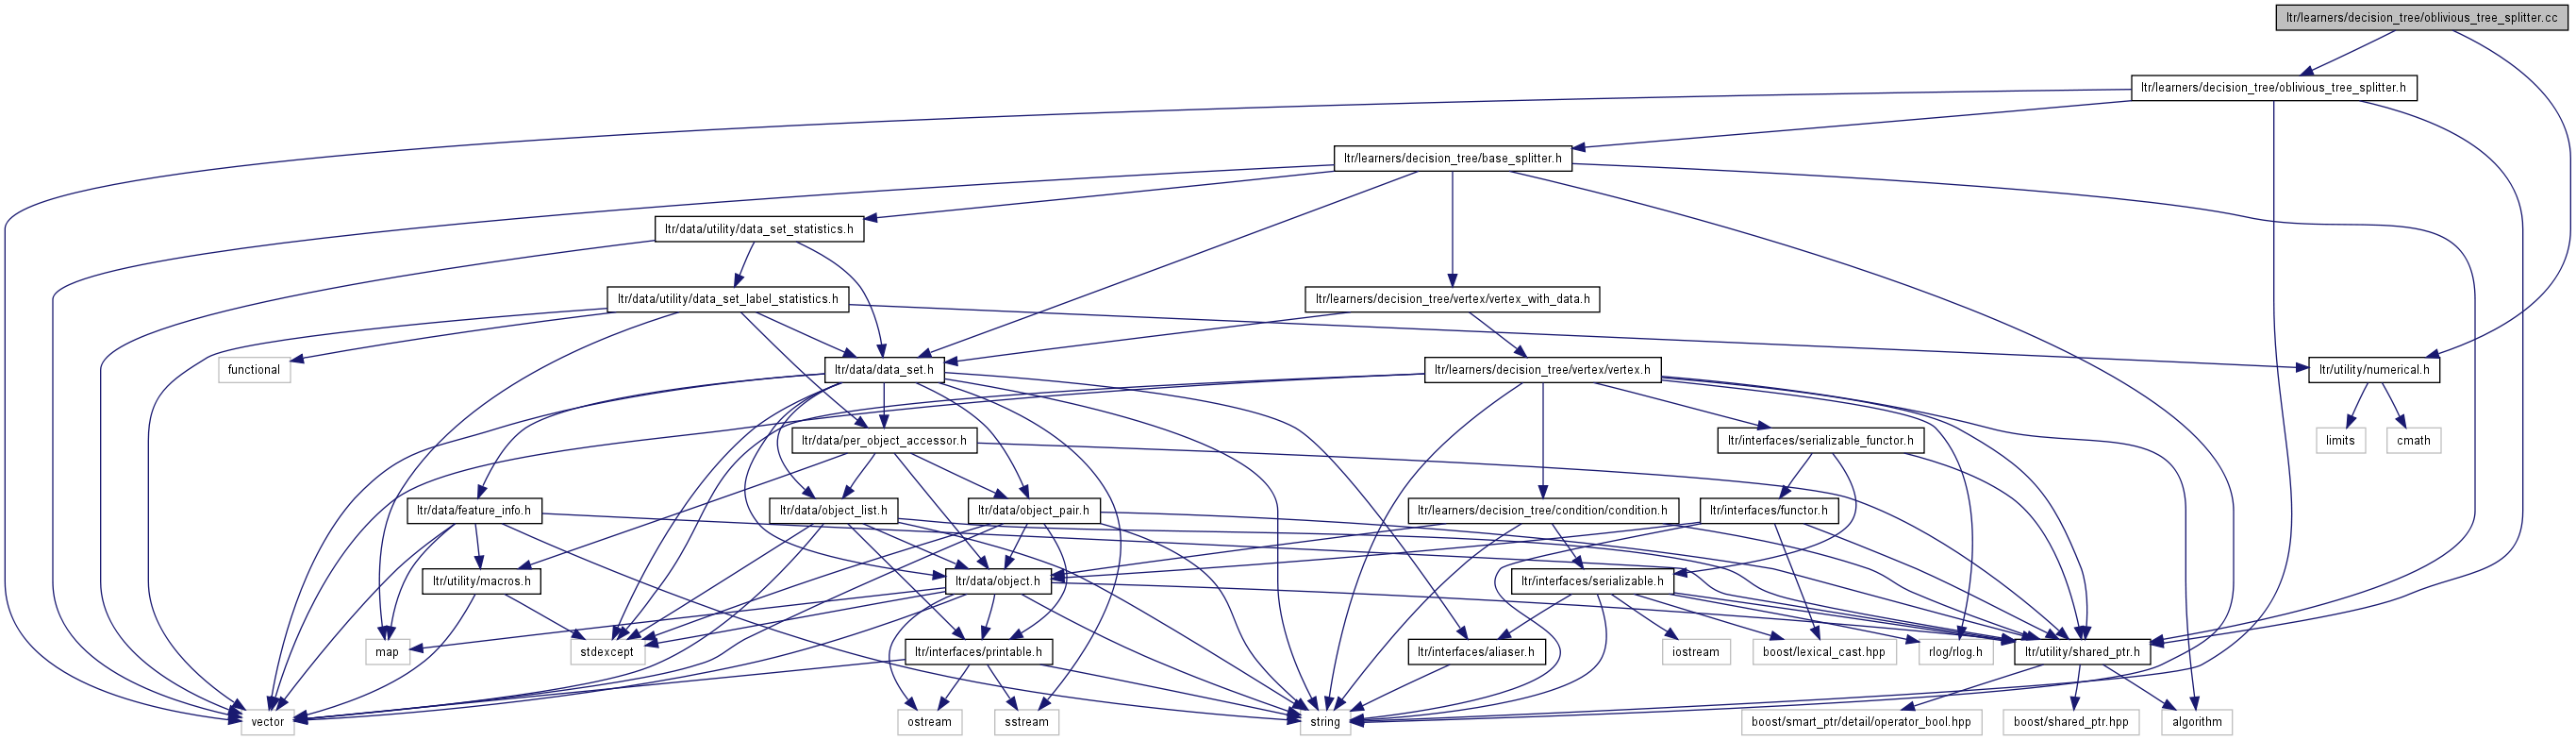 ltr/learners/decision_tree/oblivious_tree_splitter.cc
ltr/learners/decision_tree/oblivious_tree_splitter.h
ltr/learners/decision_tree/base_splitter.h
ltr/data/utility/data_set_statistics.h
ltr/data/utility/data_set_label_statistics.h
ltr/learners/decision_tree/vertex/vertex_with_data.h
functional
ltr/data/data_set.h
ltr/learners/decision_tree/vertex/vertex.h
ltr/utility/numerical.h
ltr/data/per_object_accessor.h
ltr/interfaces/serializable_functor.h
limits
cmath
ltr/data/feature_info.h
ltr/data/object_list.h
ltr/data/object_pair.h
ltr/learners/decision_tree/condition/condition.h
ltr/interfaces/functor.h
ltr/utility/macros.h
ltr/data/object.h
ltr/interfaces/serializable.h
map
stdexcept
ltr/interfaces/printable.h
ltr/interfaces/aliaser.h
iostream
boost/lexical_cast.hpp
rlog/rlog.h
ltr/utility/shared_ptr.h
vector
ostream
sstream
string
boost/smart_ptr/detail/operator_bool.hpp
boost/shared_ptr.hpp
algorithm